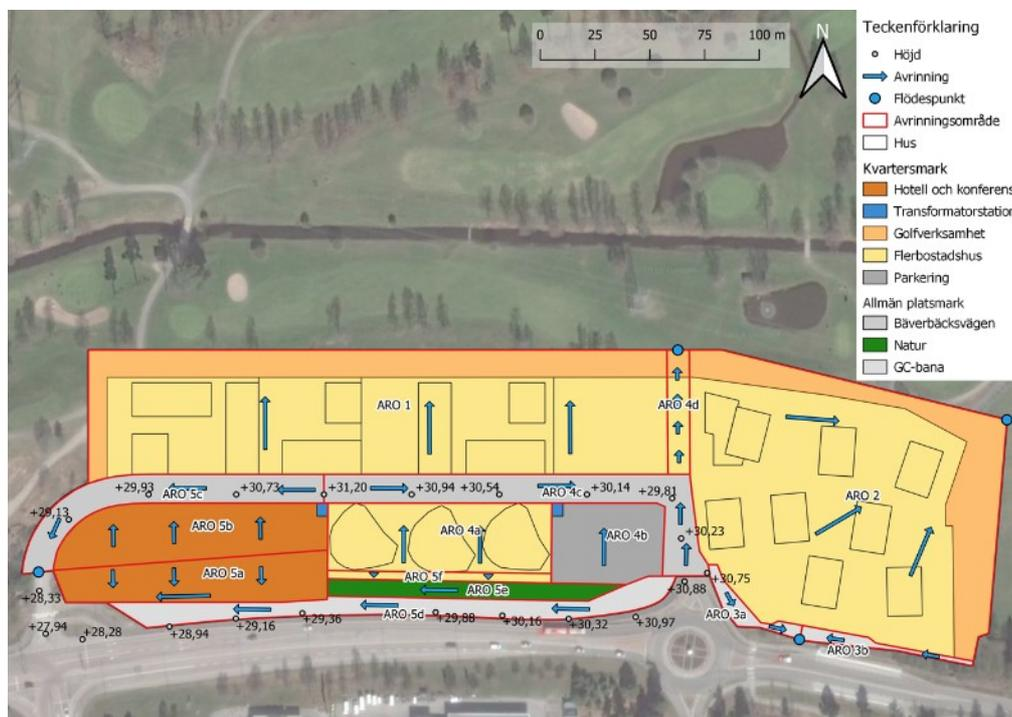 N
0 25 50 75 100 m
Teckenförklaring
Höjd
Avrinning
Flödespunkt
Avrinningsområde
Hus
Kvartersmark
Hotell och konferens
Transformatorstation
Golfverksamhet
Flerbostadshus
Parkering
Allmän platsmark
Bäverbäcksvägen
Natur
GC-bana
ARO 1
ARO 4d
+29,93
ARO 5c
+30,73
+31,20
+30,94
+30,54
ARO 4c
+30,14
+29,81
ARO 2
+29,13
ARO 5b
ARO 4a
ARO 4b
+30,23
ARO 5a
ARO 5f
+30,75
+28,33
ARO 5e
+30,88
ARO 3a
ARO 5d
+29,36
+29,88
+30,16
+30,32
+30,97
+29,16
+28,94
+27,94
+28,28
ARO 3b